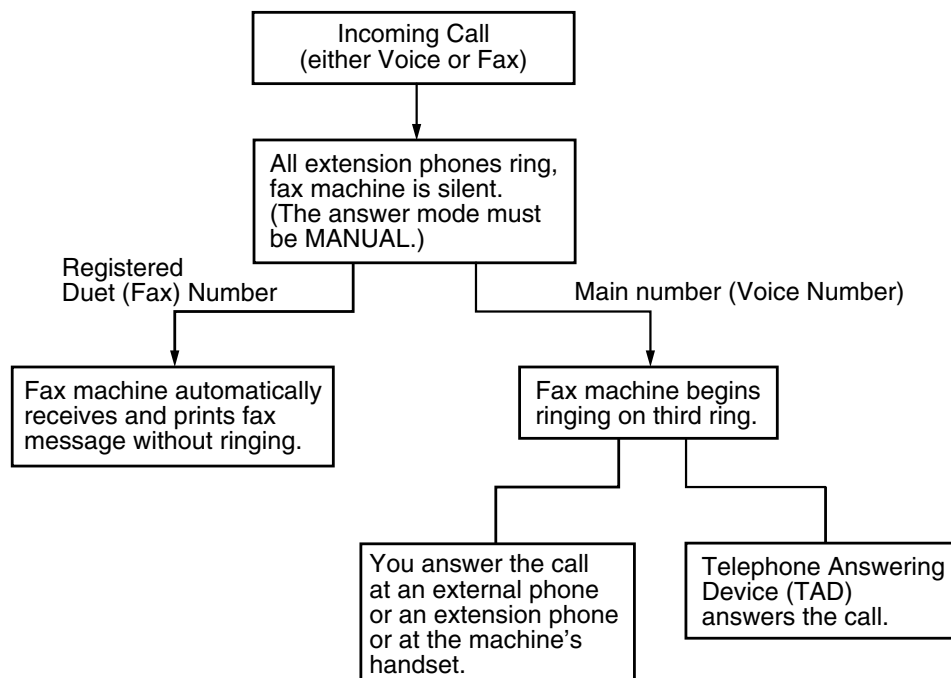 Incoming Call
(either Voice or Fax)
All extension phones ring,
fax machine is silent.
(The answer mode must
be MANUAL.)
Registered
Duet (Fax) Number
Main number (Voice Number)
Fax machine automatically
receives and prints fax
message without ringing.
Fax machine begins
ringing on third ring.
You answer the call
at an external phone
or an extension phone
or at the machine’s
handset.
Telephone Answering
Device (TAD)
answers the call.